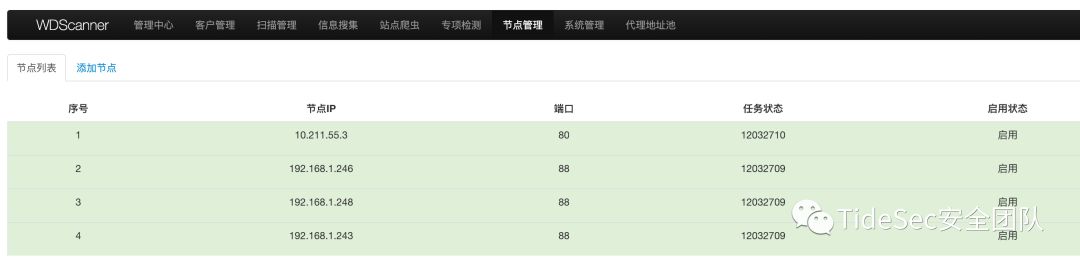 WDScanner 管理中心 客户管理 扫描管理 信息搜集 站点爬虫 专项检测 节点管理 系统管理 代理地址池
节点列表 添加节点
序号 节点IP 端口 任务状态 启用状态
1 10.211.55.3 80 12032710 启用
2 192.168.1.246 88 12032709 启用
3 192.168.1.248 88 12032709 启用
TideSec安全团队
4 192.168.1.243 88 12032709 启用